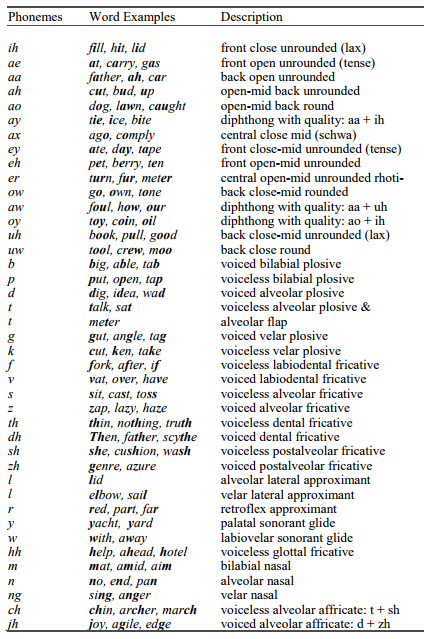 Phonemes Word Examples Description
ih fill, hit, lid front close unrounded (lax)
ae at, carry, gas front open unrounded (tense)
aa father, ah, car back open unrounded
ah cut, bud, up open-mid back unrounded
ao dog, lawn, caught open-mid back round
ay tie, ice, bite diphthong with quality: aa + ih
ax ago, comply central close mid (schwa)
ey ate, day, tape front close-mid unrounded (tense)
eh pet, berry, ten front open-mid unrounded
er turn, fur, meter central open-mid unrounded rhoti-
ow go, own, tone back close-mid rounded
aw foul, how, our diphthong with quality: aa + uh
oy toy, coin, oil diphthong with quality: ao + ih
uh book, pull, good back close-mid unrounded (lax)
uw tool, crew, moo back close round
b big, able, tab voiced bilabial plosive
p put, open, tap voiceless bilabial plosive
d dig, idea, wad voiced alveolar plosive
t talk, sat voiceless alveolar plosive &
t meter alveolar flap
g gut, angle, tag voiced velar plosive
k cut, ken, take voiceless velar plosive
f fork, after, if voiceless labiodental fricative
v vat, over, have voiced labiodental fricative
s sit, cast, toss voiceless alveolar fricative
z zap, lazy, haze voiced alveolar fricative
th thin, nothing, truth voiceless dental fricative
dh Then, father, scythe voiced dental fricative
sh she, cushion, wash voiceless postalveolar fricative
zh genre, azure voiced postalveolar fricative
l lid alveolar lateral approximant
l elbow, sail velar lateral approximant
r red, part, far retroflex approximant
y yacht, yard palatal sonorant glide
w with, away labiovelar sonorant glide
hh help, ahead, hotel voiceless glottal fricative
m mat, amid, aim bilabial nasal
n no, end, pan alveolar nasal
ng sing, anger velar nasal
ch chin, archer, march voiceless alveolar affricate: t + sh
jh joy, agile, edge voiced alveolar affricate: d + zh